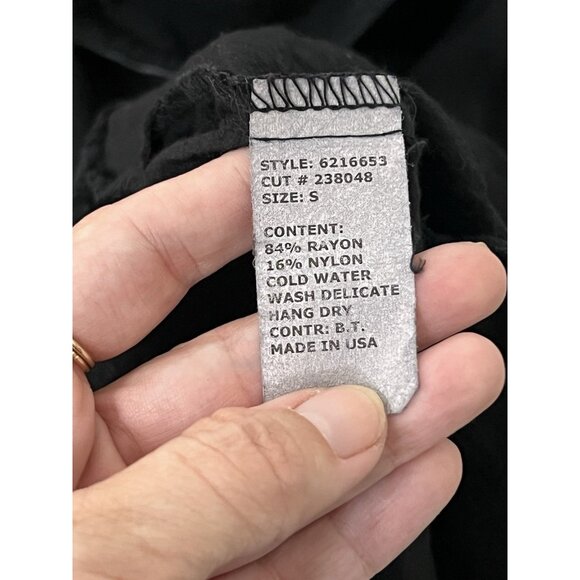 STYLE: 6216653
CUT # 238048
SIZE: S
CONTENT:
84% RAYON
16% NYLON
COLD WATER
WASH DELICATE
HANG DRY
CONTR: B.T.
MADE IN USA